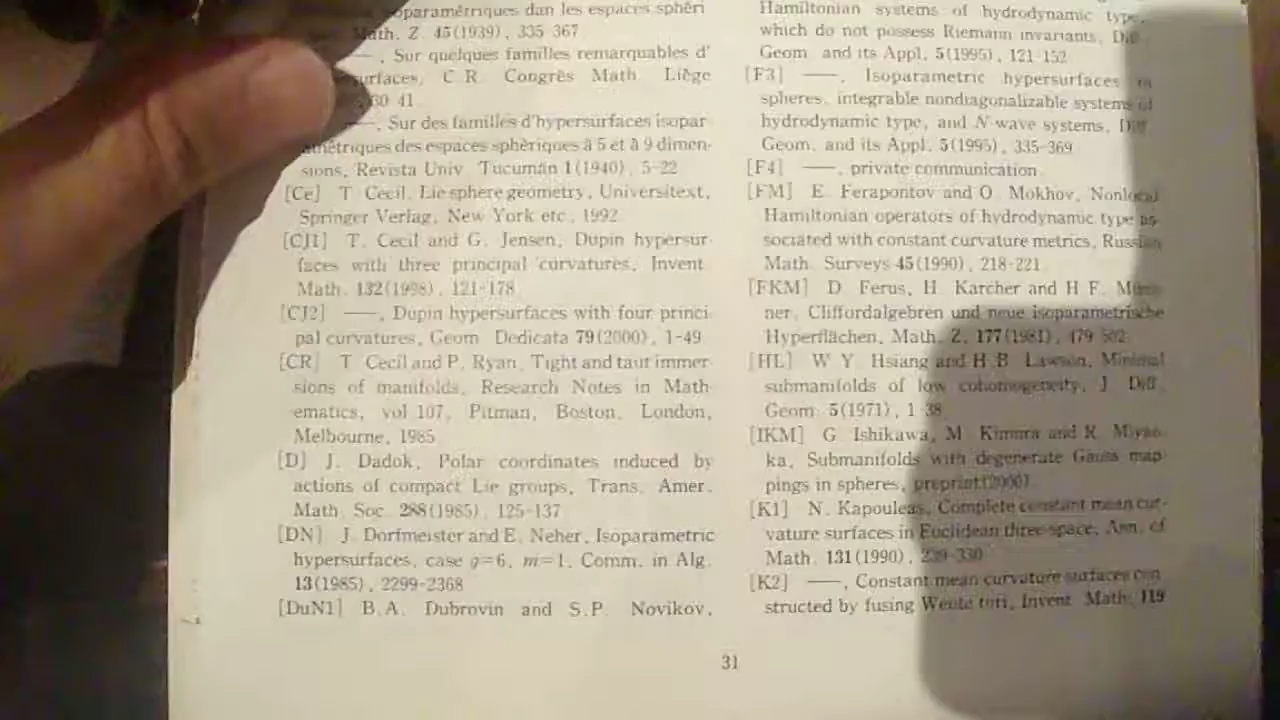 oparamétriques dan les espaces sphéri
Math. Z. 45(1939), 335-367
—, Sur quelques familles remarquables d'
surfaces, C.R. Congrès Math. Liège
30-41
—, Sur des familles d'hypersurfaces isopar-
amétriques des espaces sphèriques à 5 et à 9 dimen-
sions, Revista Univ. Tucumán 1(1940), 5-22
[Ce] T. Cecil, Lie sphere geometry, Universitext,
Springer Verlag, New York etc., 1992
[CJ1] T. Cecil and G. Jensen, Dupin hypersur-
faces with three principal curvatures, Invent.
Math. 132(1998), 121-178
[CJ2] —, Dupin hypersurfaces with four princi-
pal curvatures, Geom. Dedicata 79(2000), 1-49
[CR] T. Cecil and P. Ryan, Tight and taut immer-
sions of manifolds, Research Notes in Math-
ematics, vol 107, Pitman, Boston, London,
Melbourne, 1985
[D] J. Dadok, Polar coordinates induced by
actions of compact Lie groups, Trans. Amer.
Math. Soc. 288(1985), 125-137
[DN] J. Dorfmeister and E. Neher, Isoparametric
hypersurfaces, case g=6, m=1, Comm. in Alg.
13(1985), 2299-2368
[DuN1] B.A. Dubrovin and S.P. Novikov,
Hamiltonian systems of hydrodynamic type,
which do not possess Riemann invariants, Diff.
Geom. and its Appl. 5(1995), 121-152
[F3] —, Isoparametric hypersurfaces in
spheres, integrable nondiagonalizable systems of
hydrodynamic type, and N-wave systems, Diff.
Geom. and its Appl. 5(1995), 335-369
[F4] —, private communication
[FM] E. Ferapontov and O. Mokhov, Nonlocal
Hamiltonian operators of hydrodynamic type as-
sociated with constant curvature metrics, Russian
Math. Surveys 45(1990), 218-221
[FKM] D. Ferus, H. Karcher and H.F. Münz-
ner, Cliffordalgebren und neue isoparametrische
Hyperflächen, Math. Z. 177(1981), 479-502
[HL] W.Y. Hsiang and H.B. Lawson, Minimal
submanifolds of low cohomogeneity, J. Diff.
Geom. 5(1971), 1-38
[IKM] G. Ishikawa, M. Kimura and R. Miyao-
ka, Submanifolds with degenerate Gauss map-
pings in spheres, preprint(2000)
[K1] N. Kapouleas, Complete constant mean cur-
vature surfaces in Euclidean three-space, Ann. of
Math. 131(1990), 239-330
[K2] —, Constant mean curvature surfaces con-
structed by fusing Wente tori, Invent. Math. 119
31